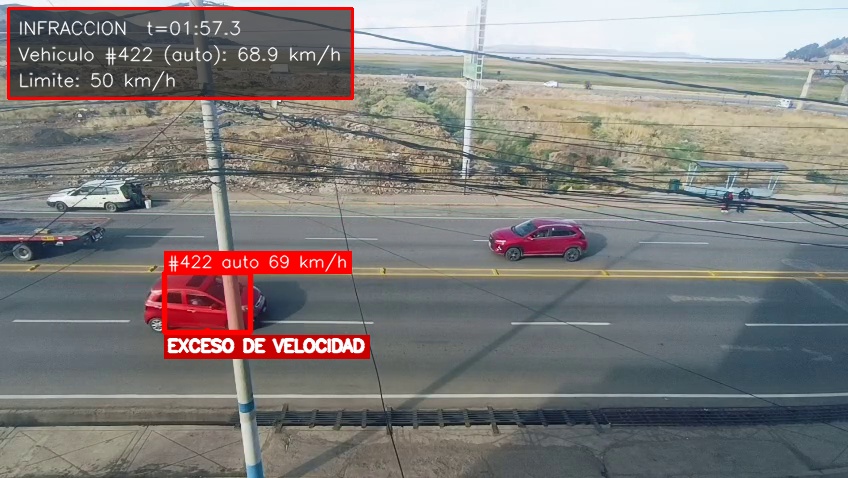 INFRACCION t=01:57.3
Vehiculo #422 (auto): 68.9 km/h
Limite: 50 km/h
#422 auto 69 km/h
EXCESO DE VELOCIDAD